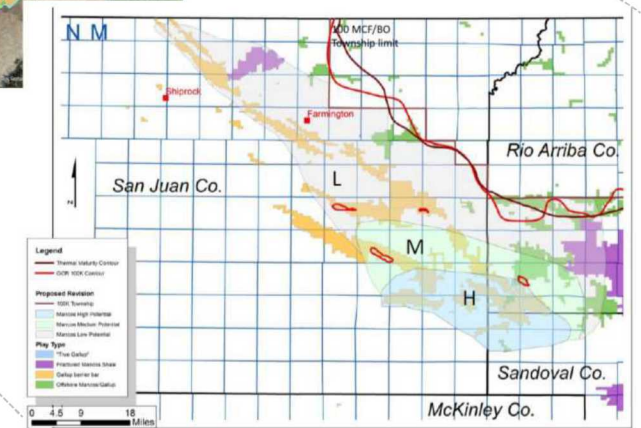 N M
100 MCF/BO
Township limit
Shiprock
Farmington
Rio Arriba Co.
San Juan Co.
L
M
H
Sandoval Co.
McKinley Co.
Legend
Thermal Maturity Contour
GOR 100K Contour
Proposed Revision
100K Township
Mancos High Potential
Mancos Medium Potential
Mancos Low Potential
Play Type
"True Gallup"
Fractured Mancos Shale
Gallup barrier bar
Offshore Mancos/Gallup
0 4.5 9 18
Miles